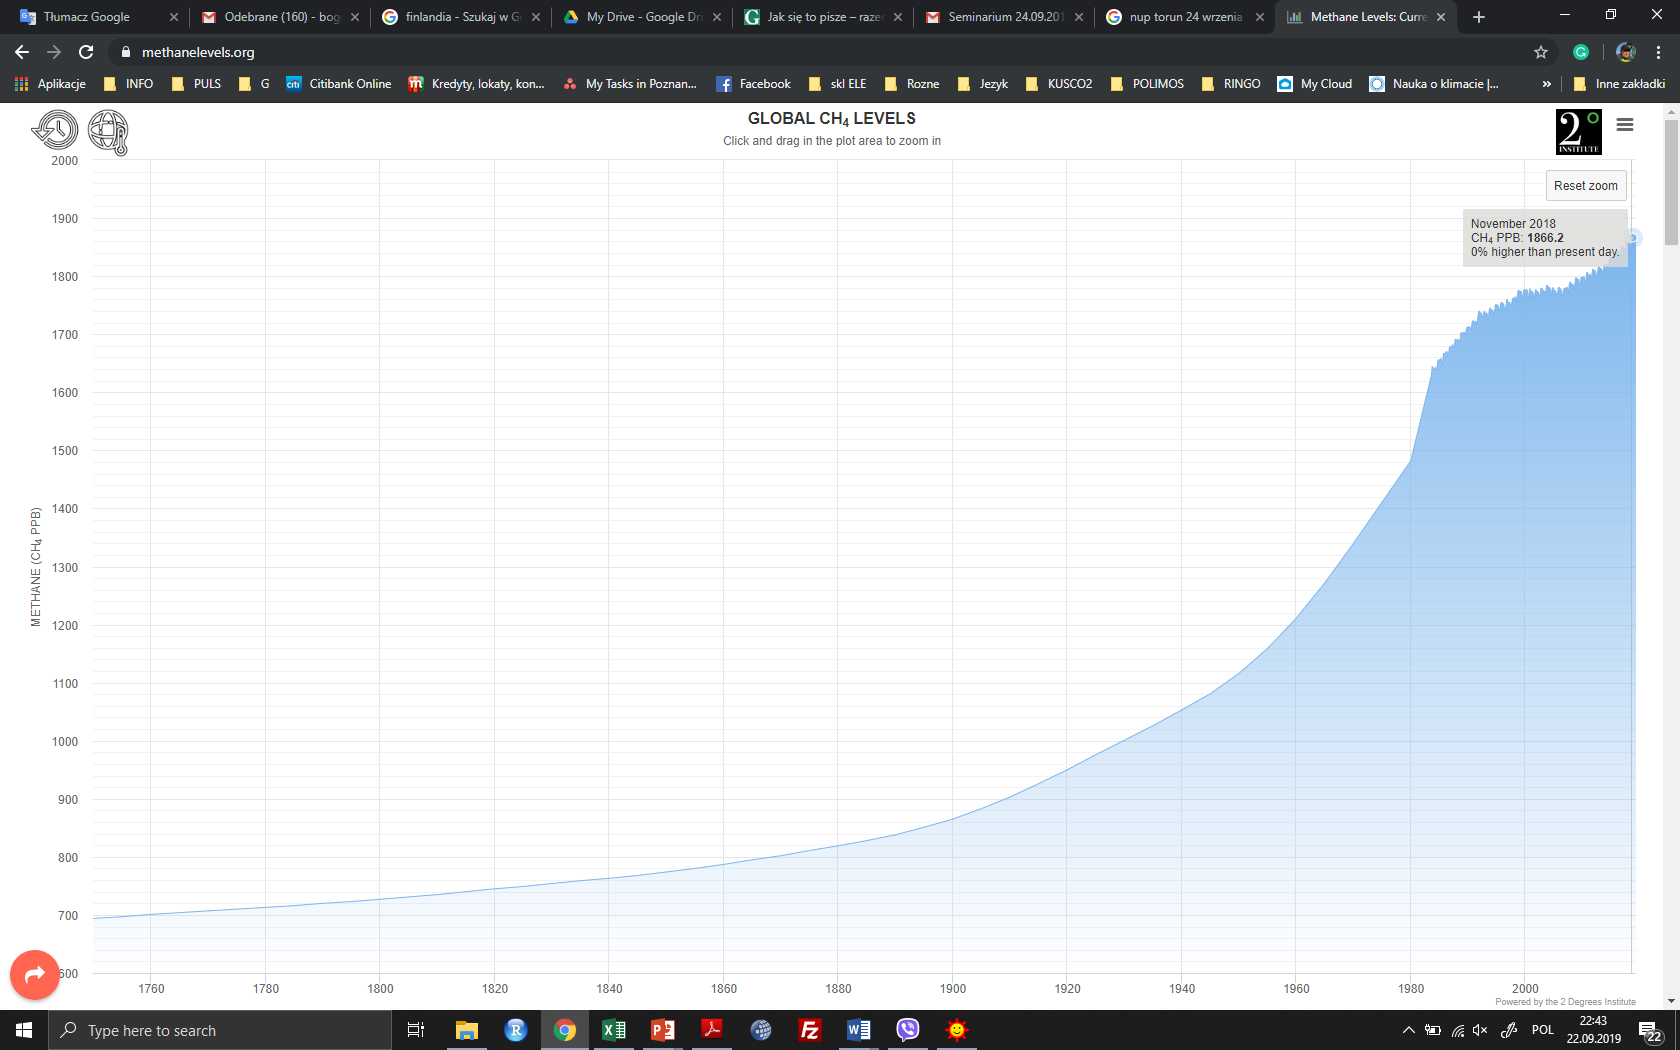 Tłumacz Google
Odebrane (160) - bog
finlandia - Szukaj w G
My Drive - Google Dri
Jak się to pisze – razer
Seminarium 24.09.201
nup torun 24 wrzenia
Methane Levels: Curre
methanelevels.org
Aplikacje INFO PULS G Citibank Online Kredyty, lokaty, kon... My Tasks in Poznan... Facebook skl ELE Rozne Jezyk KUSCO2 POLIMOS RINGO My Cloud Nauka o klimacie |... » Inne zakładki
GLOBAL CH₄ LEVELS
Click and drag in the plot area to zoom in
2°
INSTITUTE
Reset zoom
November 2018
CH₄ PPB: 1866.2
0% higher than present day.
METHANE (CH₄ PPB)
2000
1900
1800
1700
1600
1500
1400
1300
1200
1100
1000
900
800
700
600
1760 1780 1800 1820 1840 1860 1880 1900 1920 1940 1960 1980 2000
Powered by the 2 Degrees Institute
Type here to search
POL
22:43
22.09.2019
22